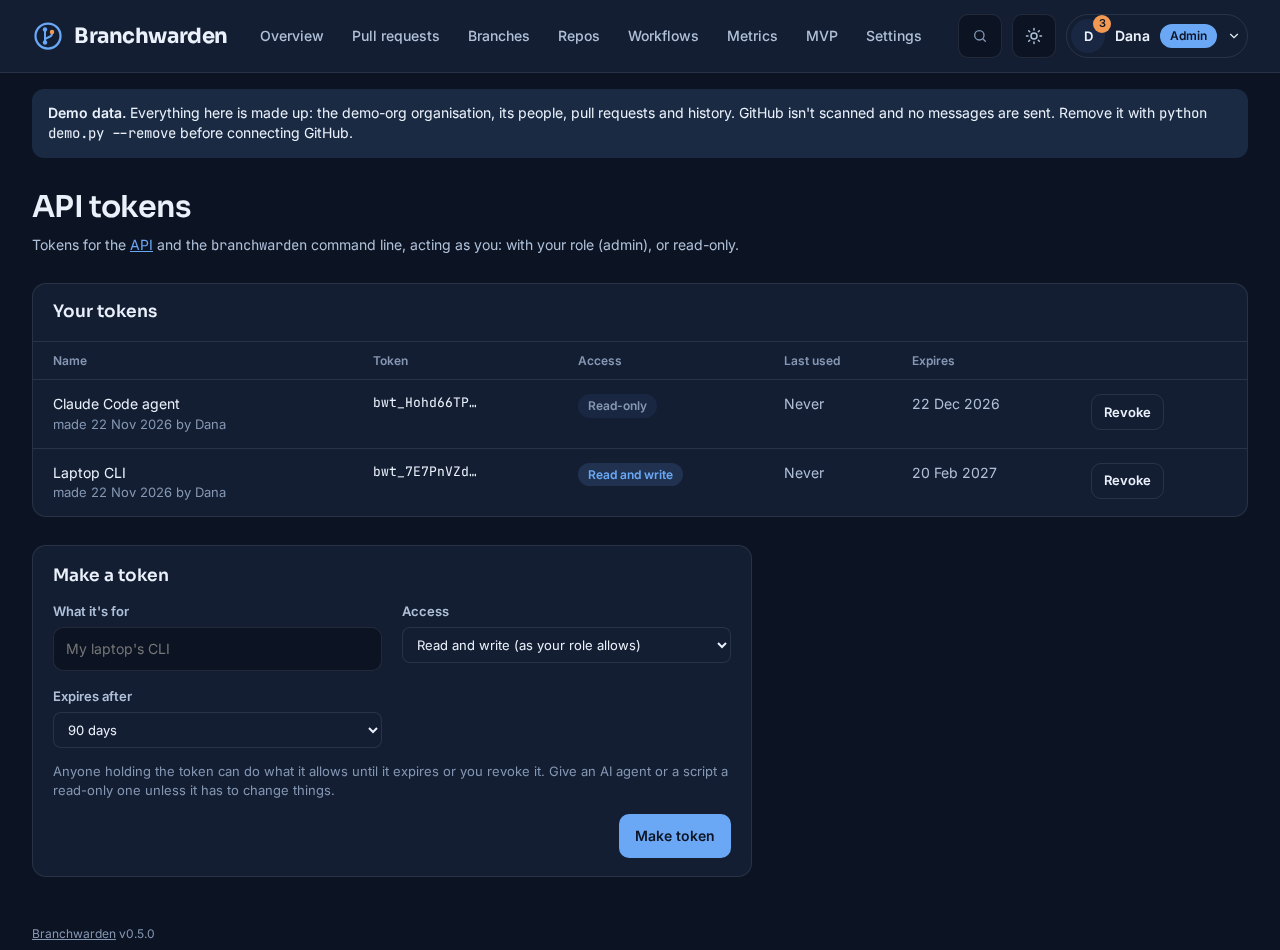 Branchwarden
Overview
Pull requests
Branches
Repos
Workflows
Metrics
MVP
Settings
D
3
Dana
Admin
Demo data. Everything here is made up: the demo-org organisation, its people, pull requests and history. GitHub isn't scanned and no messages are sent. Remove it with python
demo.py --remove before connecting GitHub.
API tokens
Tokens for the API and the branchwarden command line, acting as you: with your role (admin), or read-only.
Your tokens
Name Token Access Last used Expires
Claude Code agent bwt_Hohd66TP… Read-only Never 22 Dec 2026 Revoke
made 22 Nov 2026 by Dana
Laptop CLI bwt_7E7PnVZd… Read and write Never 20 Feb 2027 Revoke
made 22 Nov 2026 by Dana
Make a token
What it's for Access
My laptop's CLI Read and write (as your role allows)
Expires after
90 days
Anyone holding the token can do what it allows until it expires or you revoke it. Give an AI agent or a script a
read-only one unless it has to change things.
Make token
Branchwarden v0.5.0